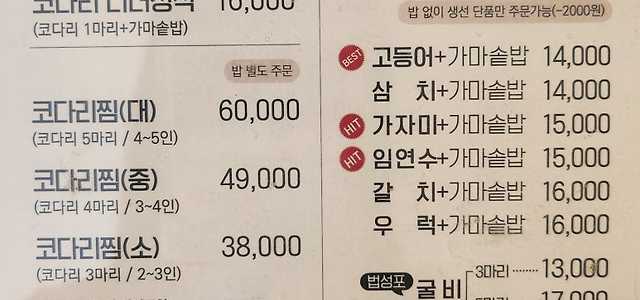 16,000
(코다리 1마리+가마솥밥)
밥 별도 주문
코다리찜(대) 60,000
(코다리 5마리 / 4~5인)
코다리찜(중) 49,000
(코다리 4마리 / 3~4인)
코다리찜(소) 38,000
(코다리 3마리 / 2~3인)
밥 없이 생선 단품만 주문가능(-2000원)
BEST 고등어+가마솥밥 14,000
삼 치+가마솥밥 14,000
HIT 가자미+가마솥밥 15,000
HIT 임연수+가마솥밥 15,000
갈 치+가마솥밥 16,000
우 럭+가마솥밥 16,000
법성포 굴비 3마리 13,000
17,000